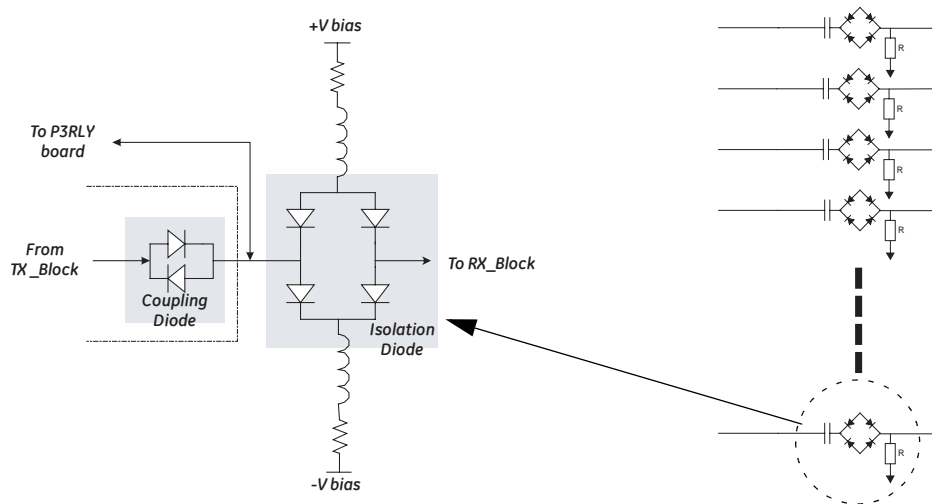 +V bias
To P3RLY
board
From
TX_Block
Coupling
Diode
To RX_Block
Isolation
Diode
-V bias
R
R
R
R
R